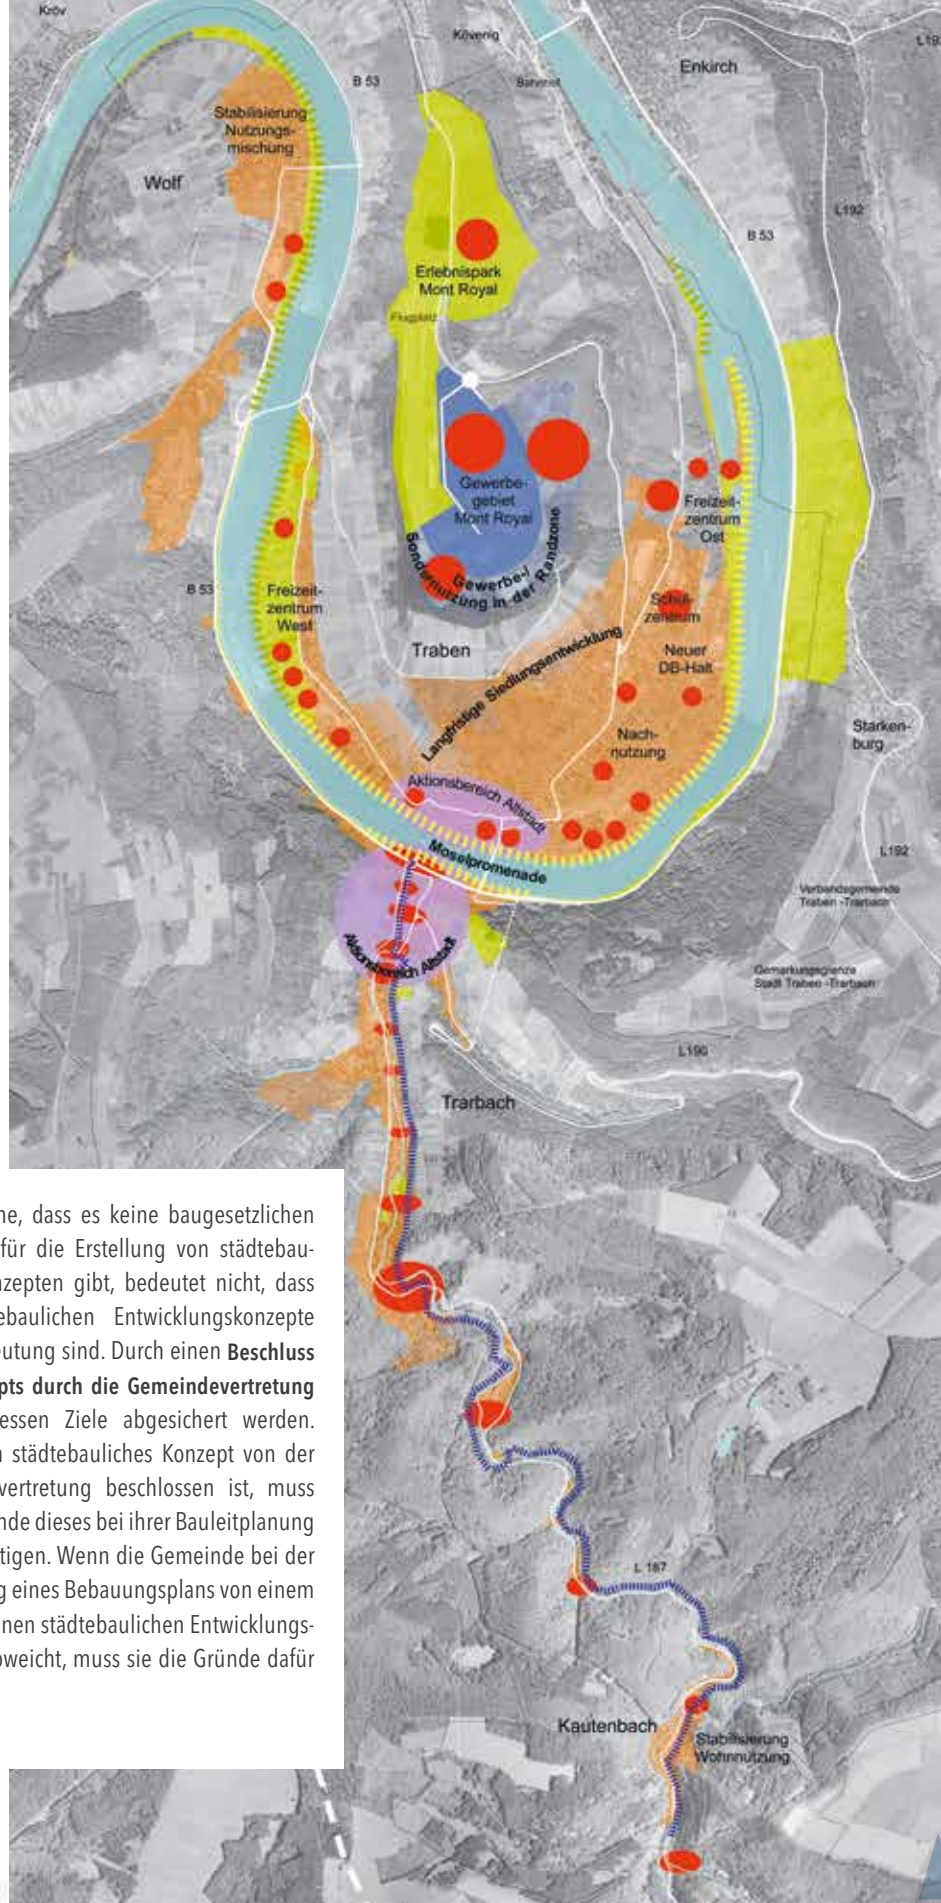 Kröv
Kövenig
Enkirch
L192
B 53
Bahnhof
Stabilisierung
Nutzungs-
mischung
Wolf
L192
B 53
Erlebnispark
Mont Royal
Flugplatz
Gewerbe-
gebiet
Mont Royal
Freizeit-
zentrum
Ost
Gewerbe-/
Sondernutzung in der Randzone
B 53
Freizeit-
zentrum
West
Schul-
zentrum
Traben
Neuer
DB-Halt
Langfristige Siedlungsentwicklung
Starken-
burg
Nach-
nutzung
Aktionsbereich Altstadt
Moselpromenade
L192
Verbandsgemeinde
Traben -Trarbach
Aktionsbereich Altstadt
Gemarkungsgrenze
Stadt Traben -Trarbach
L190
Trarbach
ne, dass es keine baugesetzlichen
für die Erstellung von städtebau-
nzepten gibt, bedeutet nicht, dass
ebaulichen Entwicklungskonzepte
eutung sind. Durch einen Beschluss
pts durch die Gemeindevertretung
essen Ziele abgesichert werden.
n städtebauliches Konzept von der
vertretung beschlossen ist, muss
nde dieses bei ihrer Bauleitplanung
tigen. Wenn die Gemeinde bei der
g eines Bebauungsplans von einem
nen städtebaulichen Entwicklungs-
oweicht, muss sie die Gründe dafür
L 187
Kautenbach
Stabilisierung
Wohnnutzung